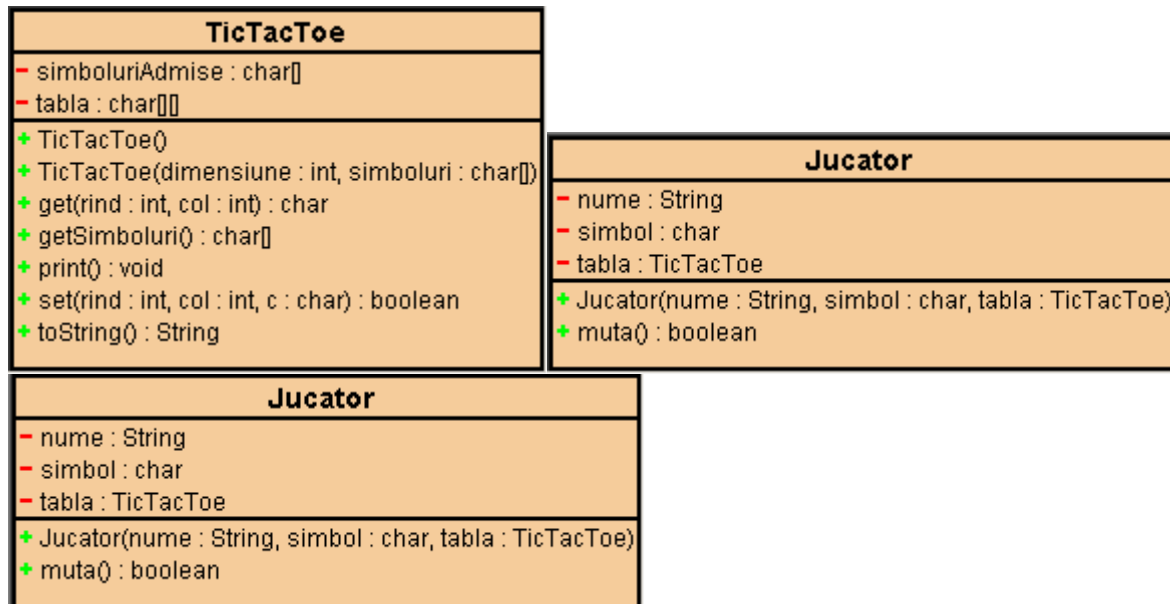 TicTacToe
- simboluriAdmise : char[]
- tabla : char[][]
+ TicTacToe()
+ TicTacToe(dimensiune : int, simboluri : char[])
+ get(rind : int, col : int) : char
+ getSimboluri() : char[]
+ print() : void
+ set(rind : int, col : int, c : char) : boolean
+ toString() : String
Jucator
- nume : String
- simbol : char
- tabla : TicTacToe
+ Jucator(nume : String, simbol : char, tabla : TicTacToe)
+ muta() : boolean
Jucator
- nume : String
- simbol : char
- tabla : TicTacToe
+ Jucator(nume : String, simbol : char, tabla : TicTacToe)
+ muta() : boolean